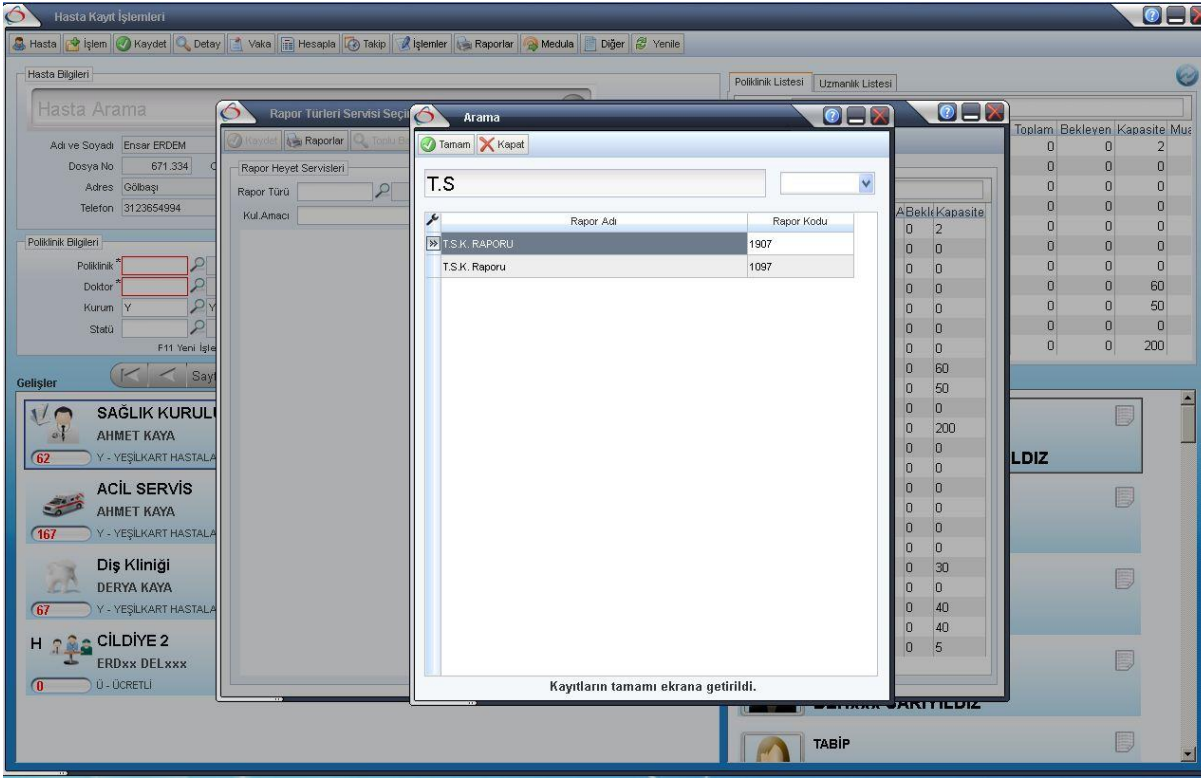 Hasta Kayıt İşlemleri
Hasta İşlem Kaydet Detay Vaka Hesapla Takip İşlemler Raporlar Medula Diğer Yenile
Hasta Bilgileri
Hasta Arama
Adı ve Soyadı Ensar ERDEM
Dosya No 671.334
Adres Gölbaşı
Telefon 3123654994
Poliklinik Bilgileri
Poliklinik *
Doktor *
Kurum Y
Statü
F11 Yeni İşle
Gelişler
Sayf
SAĞLIK KURUL
AHMET KAYA
62 Y - YEŞİLKART HASTALA
ACİL SERVİS
AHMET KAYA
167 Y - YEŞİLKART HASTALA
Diş Kliniği
DERYA KAYA
67 Y - YEŞİLKART HASTALA
H CİLDİYE 2
ERDxx DELxxx
0 Ü - ÜCRETLİ
Rapor Türleri Servisi Seçi
Kaydet Raporlar Toplu B
Rapor Heyet Servisleri
Rapor Türü
Kul.Amacı
Arama
Tamam Kapat
T.S
Rapor Adı Rapor Kodu
T.S.K. RAPORU 1907
T.S.K. Raporu 1097
Kayıtların tamamı ekrana getirildi.
A Bekle Kapasite
0 2
0 0
0 0
0 0
0 0
0 0
0 0
0 60
0 50
0 0
0 200
0 0
0 0
0 0
0 0
0 0
0 0
0 30
0 0
0 40
0 40
0 5
Poliklinik Listesi Uzmanlık Listesi
Toplam Bekleyen Kapasite Mua
0 0 2
0 0 0
0 0 0
0 0 0
0 0 0
0 0 0
0 0 0
0 0 60
0 0 50
0 0 0
0 0 200
LDIZ
SARIYILDIZ
TABİP